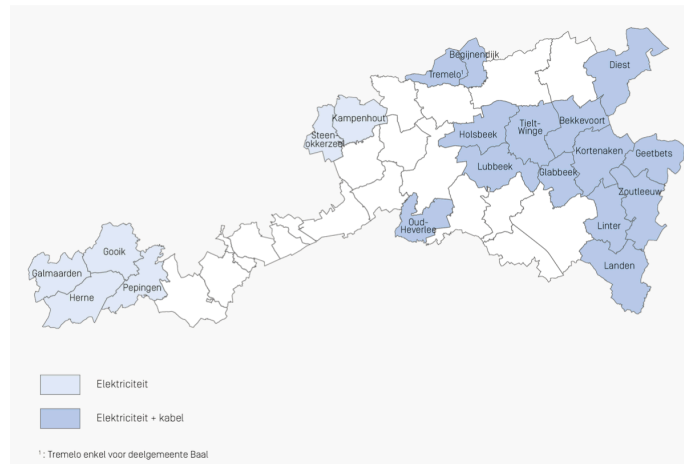 Begijnendijk
Tremelo¹
Diest
Kampenhout
Steen-
okkerzeel
Holsbeek
Tielt-
Winge
Bekkevoort
Kortenaken
Geetbets
Lubbeek
Glabbeek
Zoutleeuw
Oud-
Heverlee
Linter
Landen
Gooik
Galmaarden
Herne
Pepingen
Elektriciteit
Elektriciteit + kabel
¹ : Tremelo enkel voor deelgemeente Baal